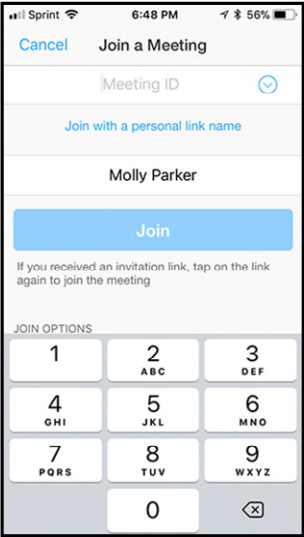 Sprint 6:48 PM 56%
Cancel Join a Meeting
Meeting ID
Join with a personal link name
Molly Parker
Join
If you received an invitation link, tap on the link
again to join the meeting
JOIN OPTIONS
1 2 3
ABC DEF
4 5 6
GHI JKL MNO
7 8 9
PQRS TUV WXYZ
0